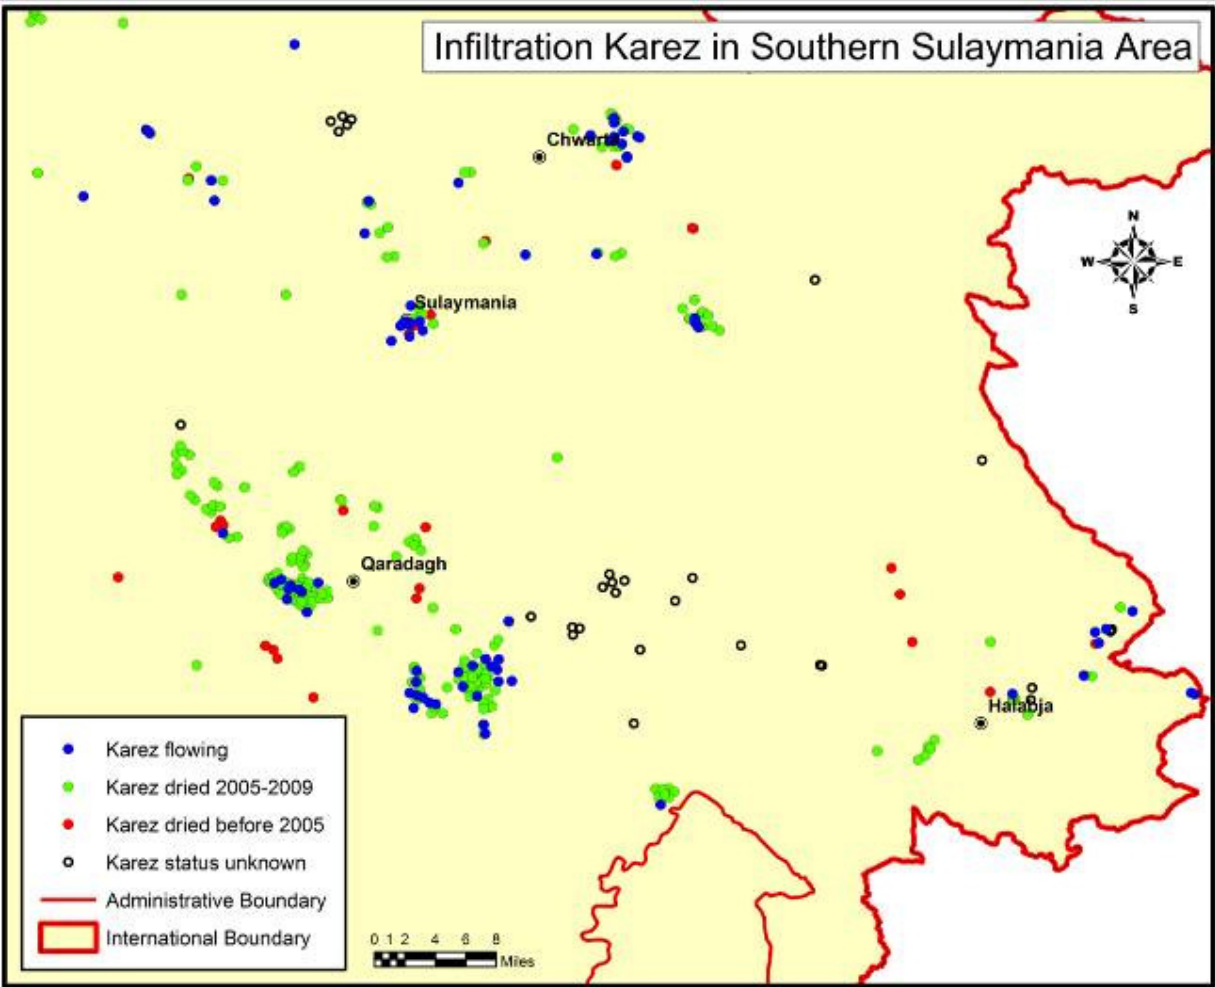 Infiltration Karez in Southern Sulaymania Area
Chwarta
N
W E
S
Sulaymania
Qaradagh
Halabja
Karez flowing
Karez dried 2005-2009
Karez dried before 2005
Karez status unknown
Administrative Boundary
International Boundary
0 1 2 4 6 8
Miles